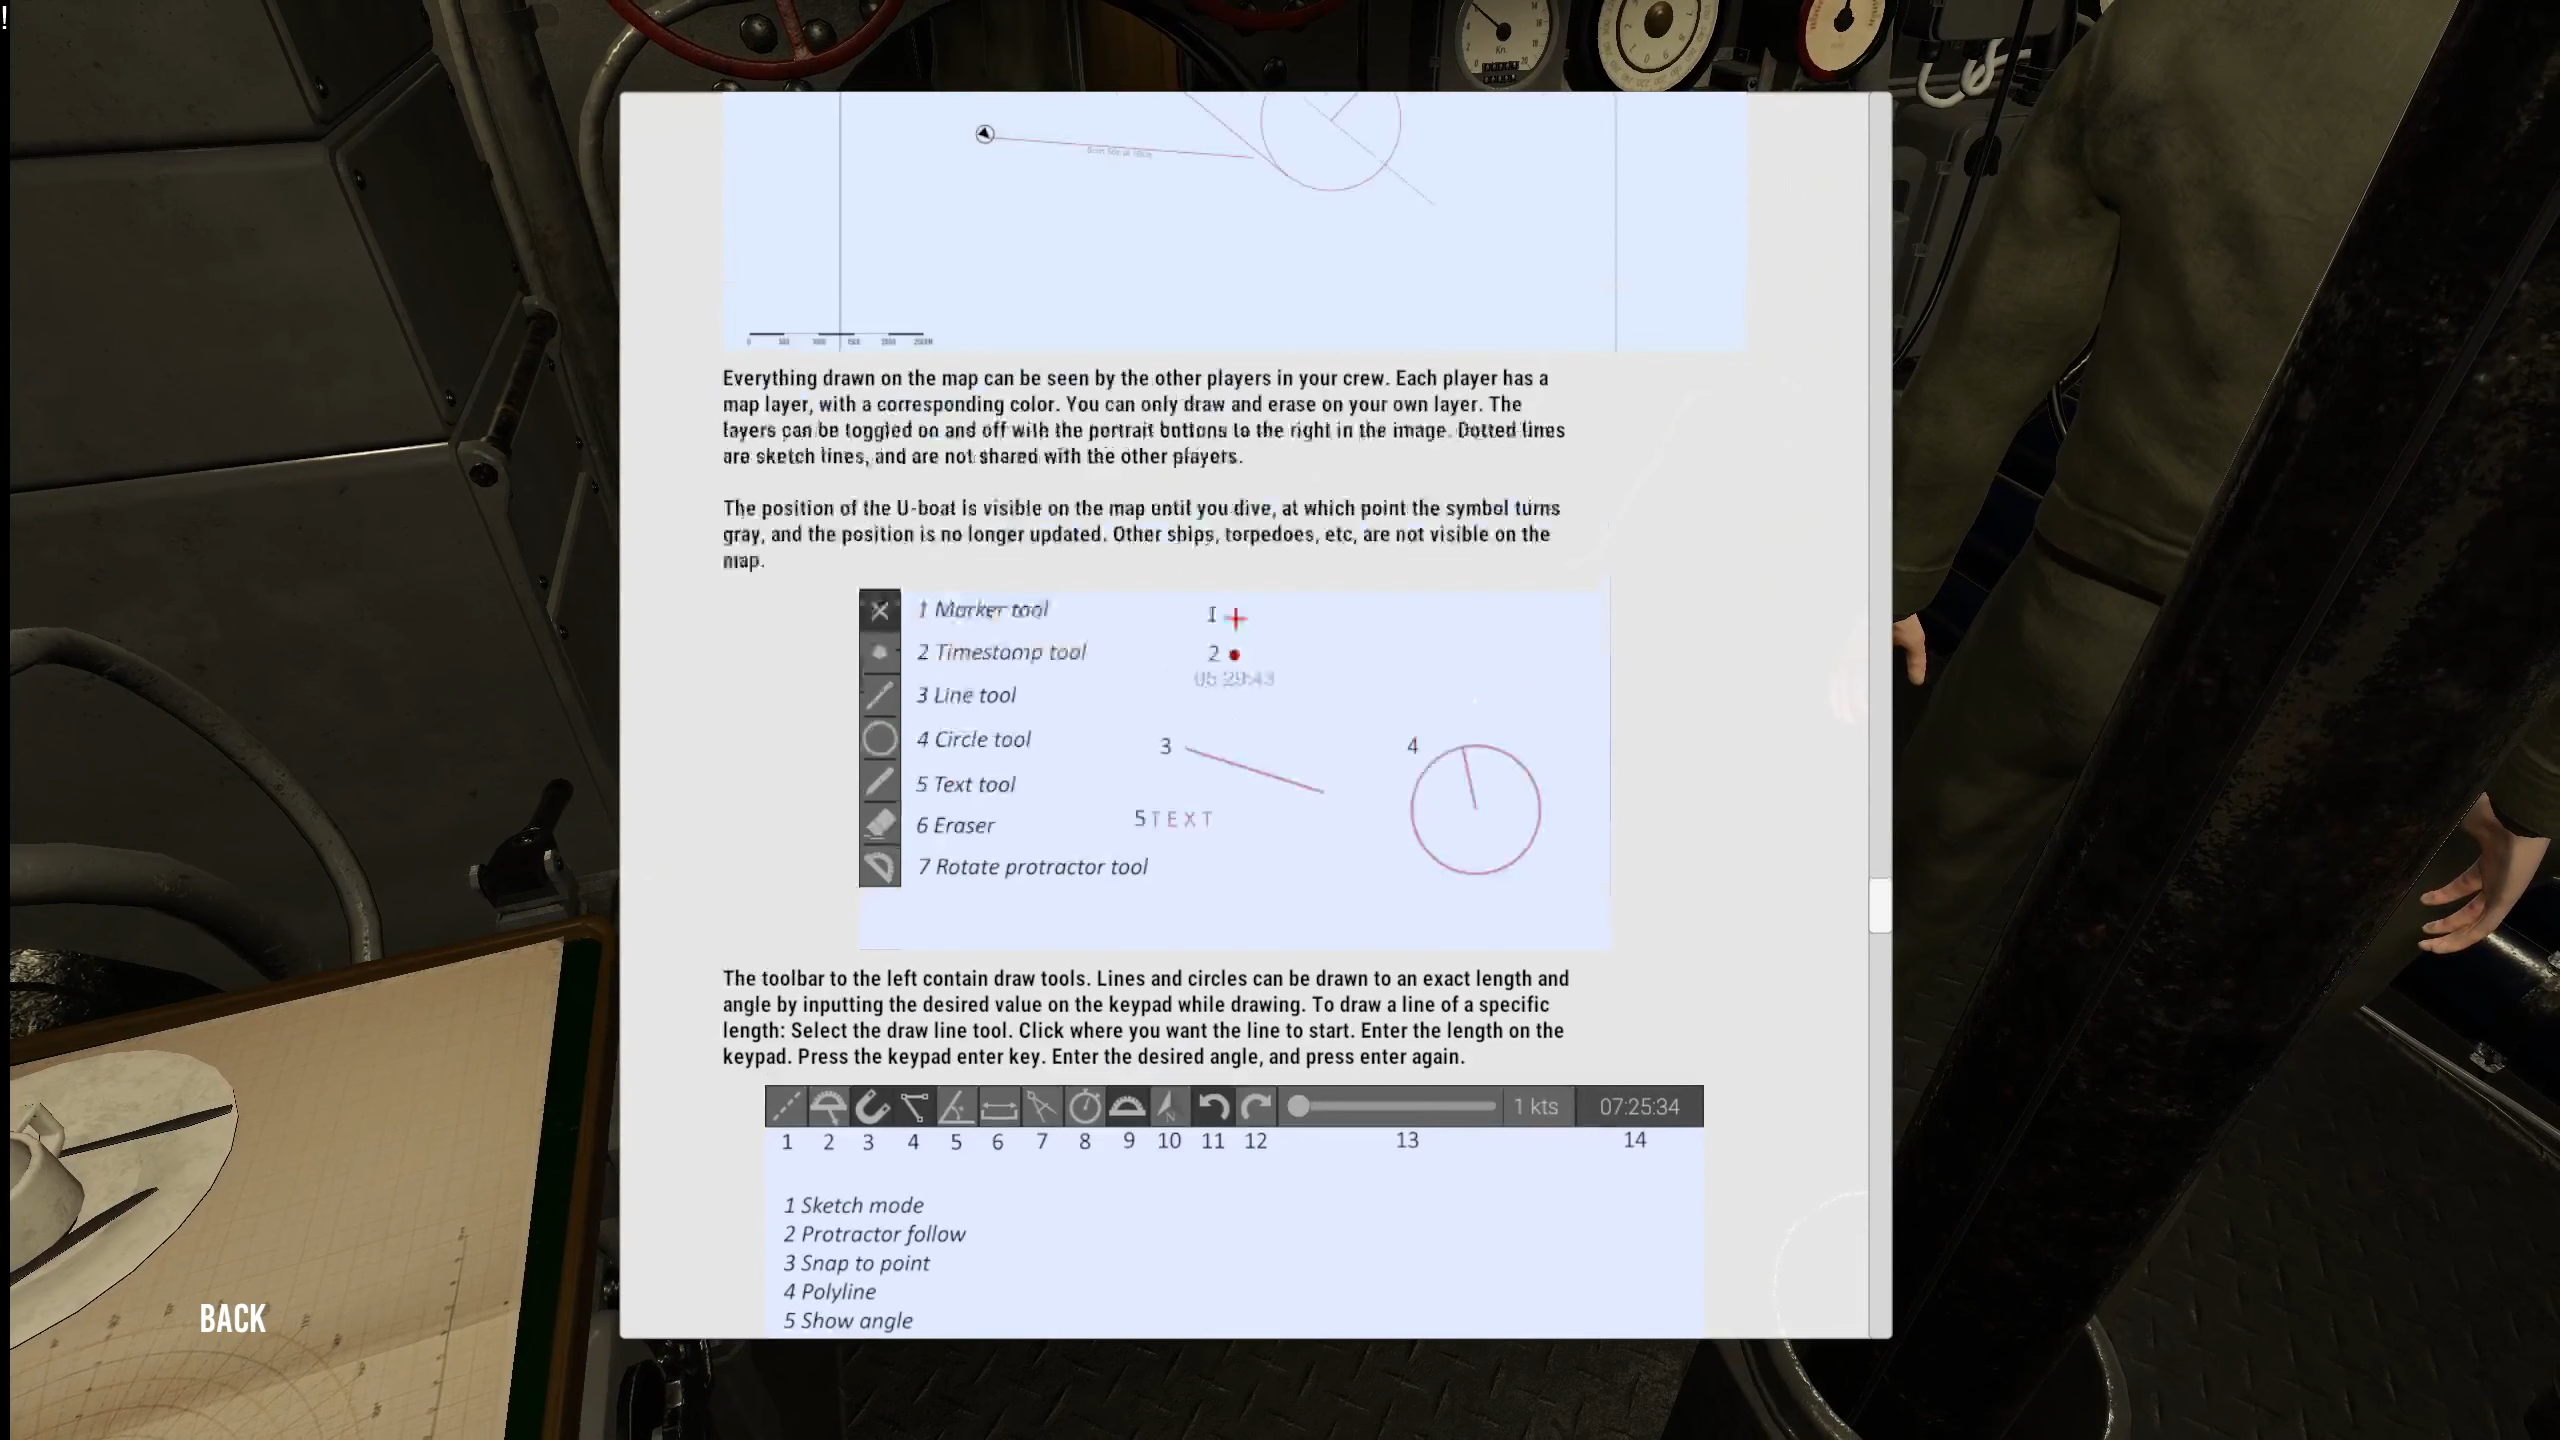 !
Everything drawn on the map can be seen by the other players in your crew. Each player has a
map layer, with a corresponding color. You can only draw and erase on your own layer. The
layers can be toggled on and off with the portrait buttons to the right in the image. Dotted lines
are sketch lines, and are not shared with the other players.
The position of the U-boat is visible on the map until you dive, at which point the symbol turns
gray, and the position is no longer updated. Other ships, torpedoes, etc, are not visible on the
map.
1 Marker tool
1
2 Timestamp tool
2
05:29:43
3 Line tool
4 Circle tool
3
4
5 Text tool
5 TEXT
6 Eraser
7 Rotate protractor tool
The toolbar to the left contain draw tools. Lines and circles can be drawn to an exact length and
angle by inputting the desired value on the keypad while drawing. To draw a line of a specific
length: Select the draw line tool. Click where you want the line to start. Enter the length on the
keypad. Press the keypad enter key. Enter the desired angle, and press enter again.
1 kts 07:25:34
1 2 3 4 5 6 7 8 9 10 11 12 13 14
1 Sketch mode
2 Protractor follow
3 Snap to point
4 Polyline
5 Show angle
BACK